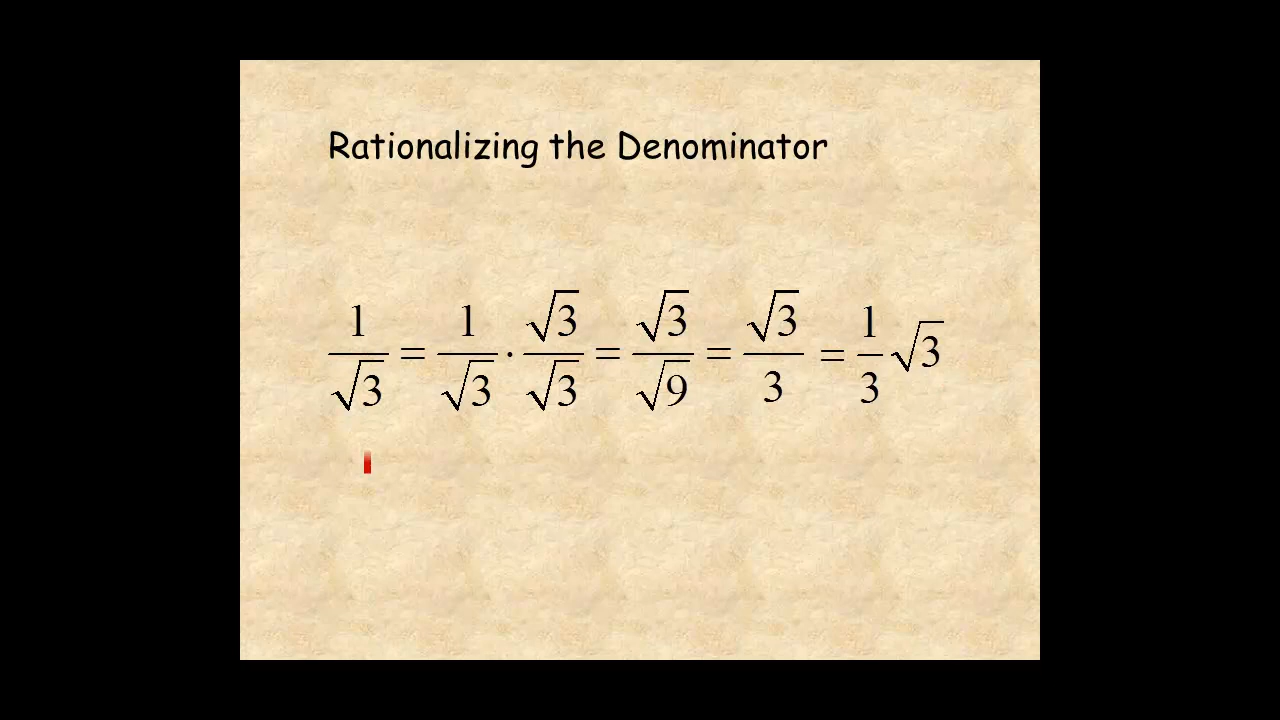 Rationalizing the Denominator
1/√3 = 1/√3 · √3/√3 = √3/√9 = √3/3 = 1/3 √3